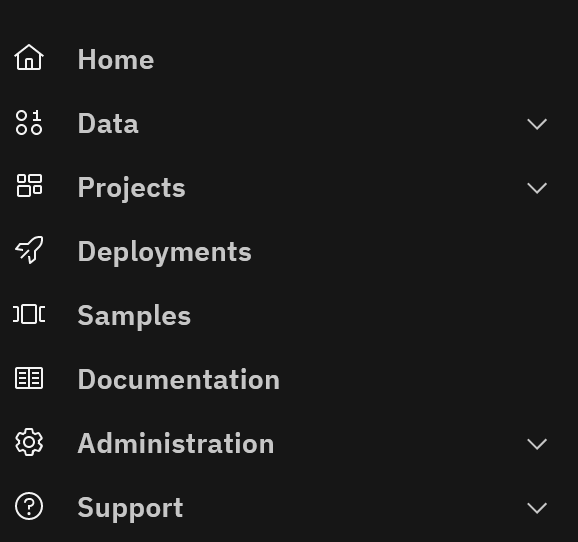 Home
Data
Projects
Deployments
Samples
Documentation
Administration
Support